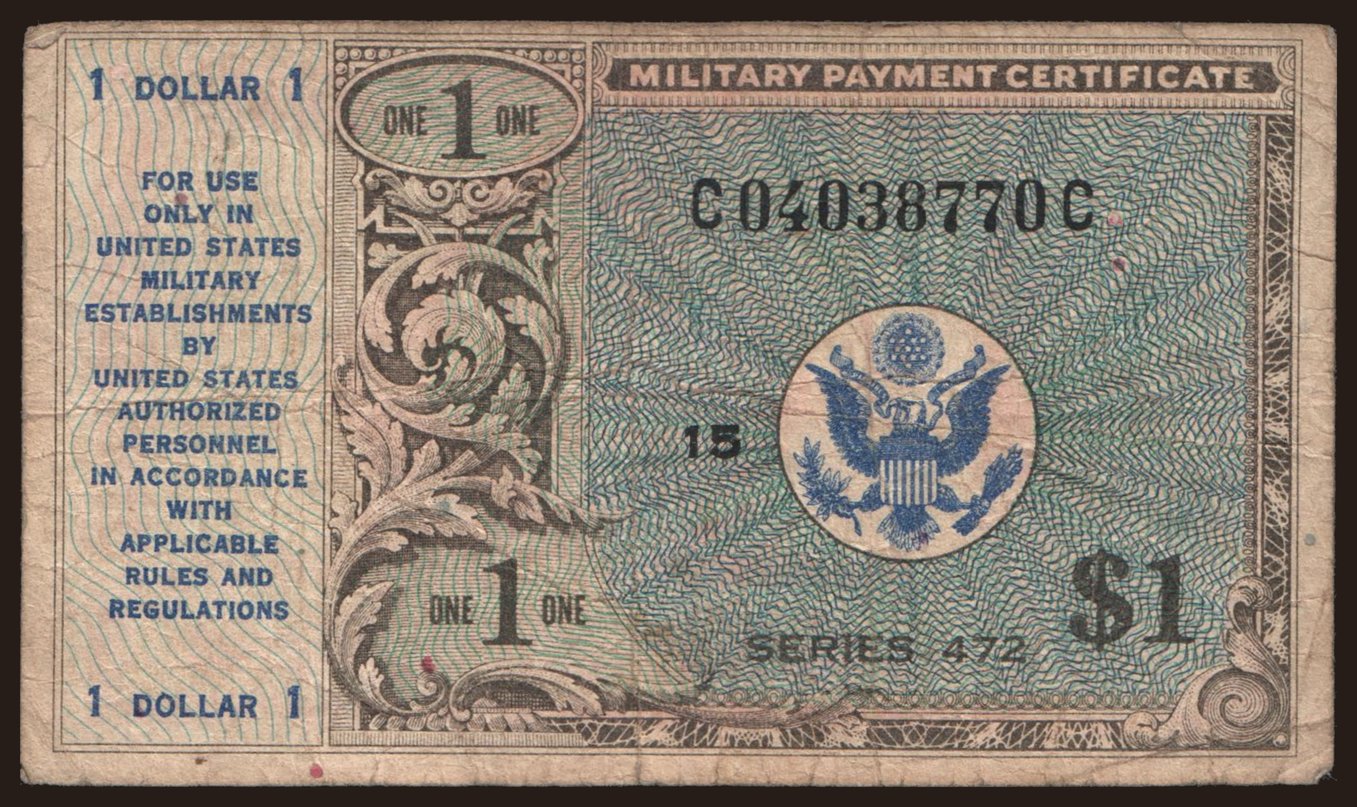 1 DOLLAR 1
FOR USE
ONLY IN
UNITED STATES
MILITARY
ESTABLISHMENTS
BY
UNITED STATES
AUTHORIZED
PERSONNEL
IN ACCORDANCE
WITH
APPLICABLE
RULES AND
REGULATIONS
1 DOLLAR 1
ONE 1 ONE
ONE 1 ONE
MILITARY PAYMENT CERTIFICATE
C04038770C
15
$1
SERIES 472